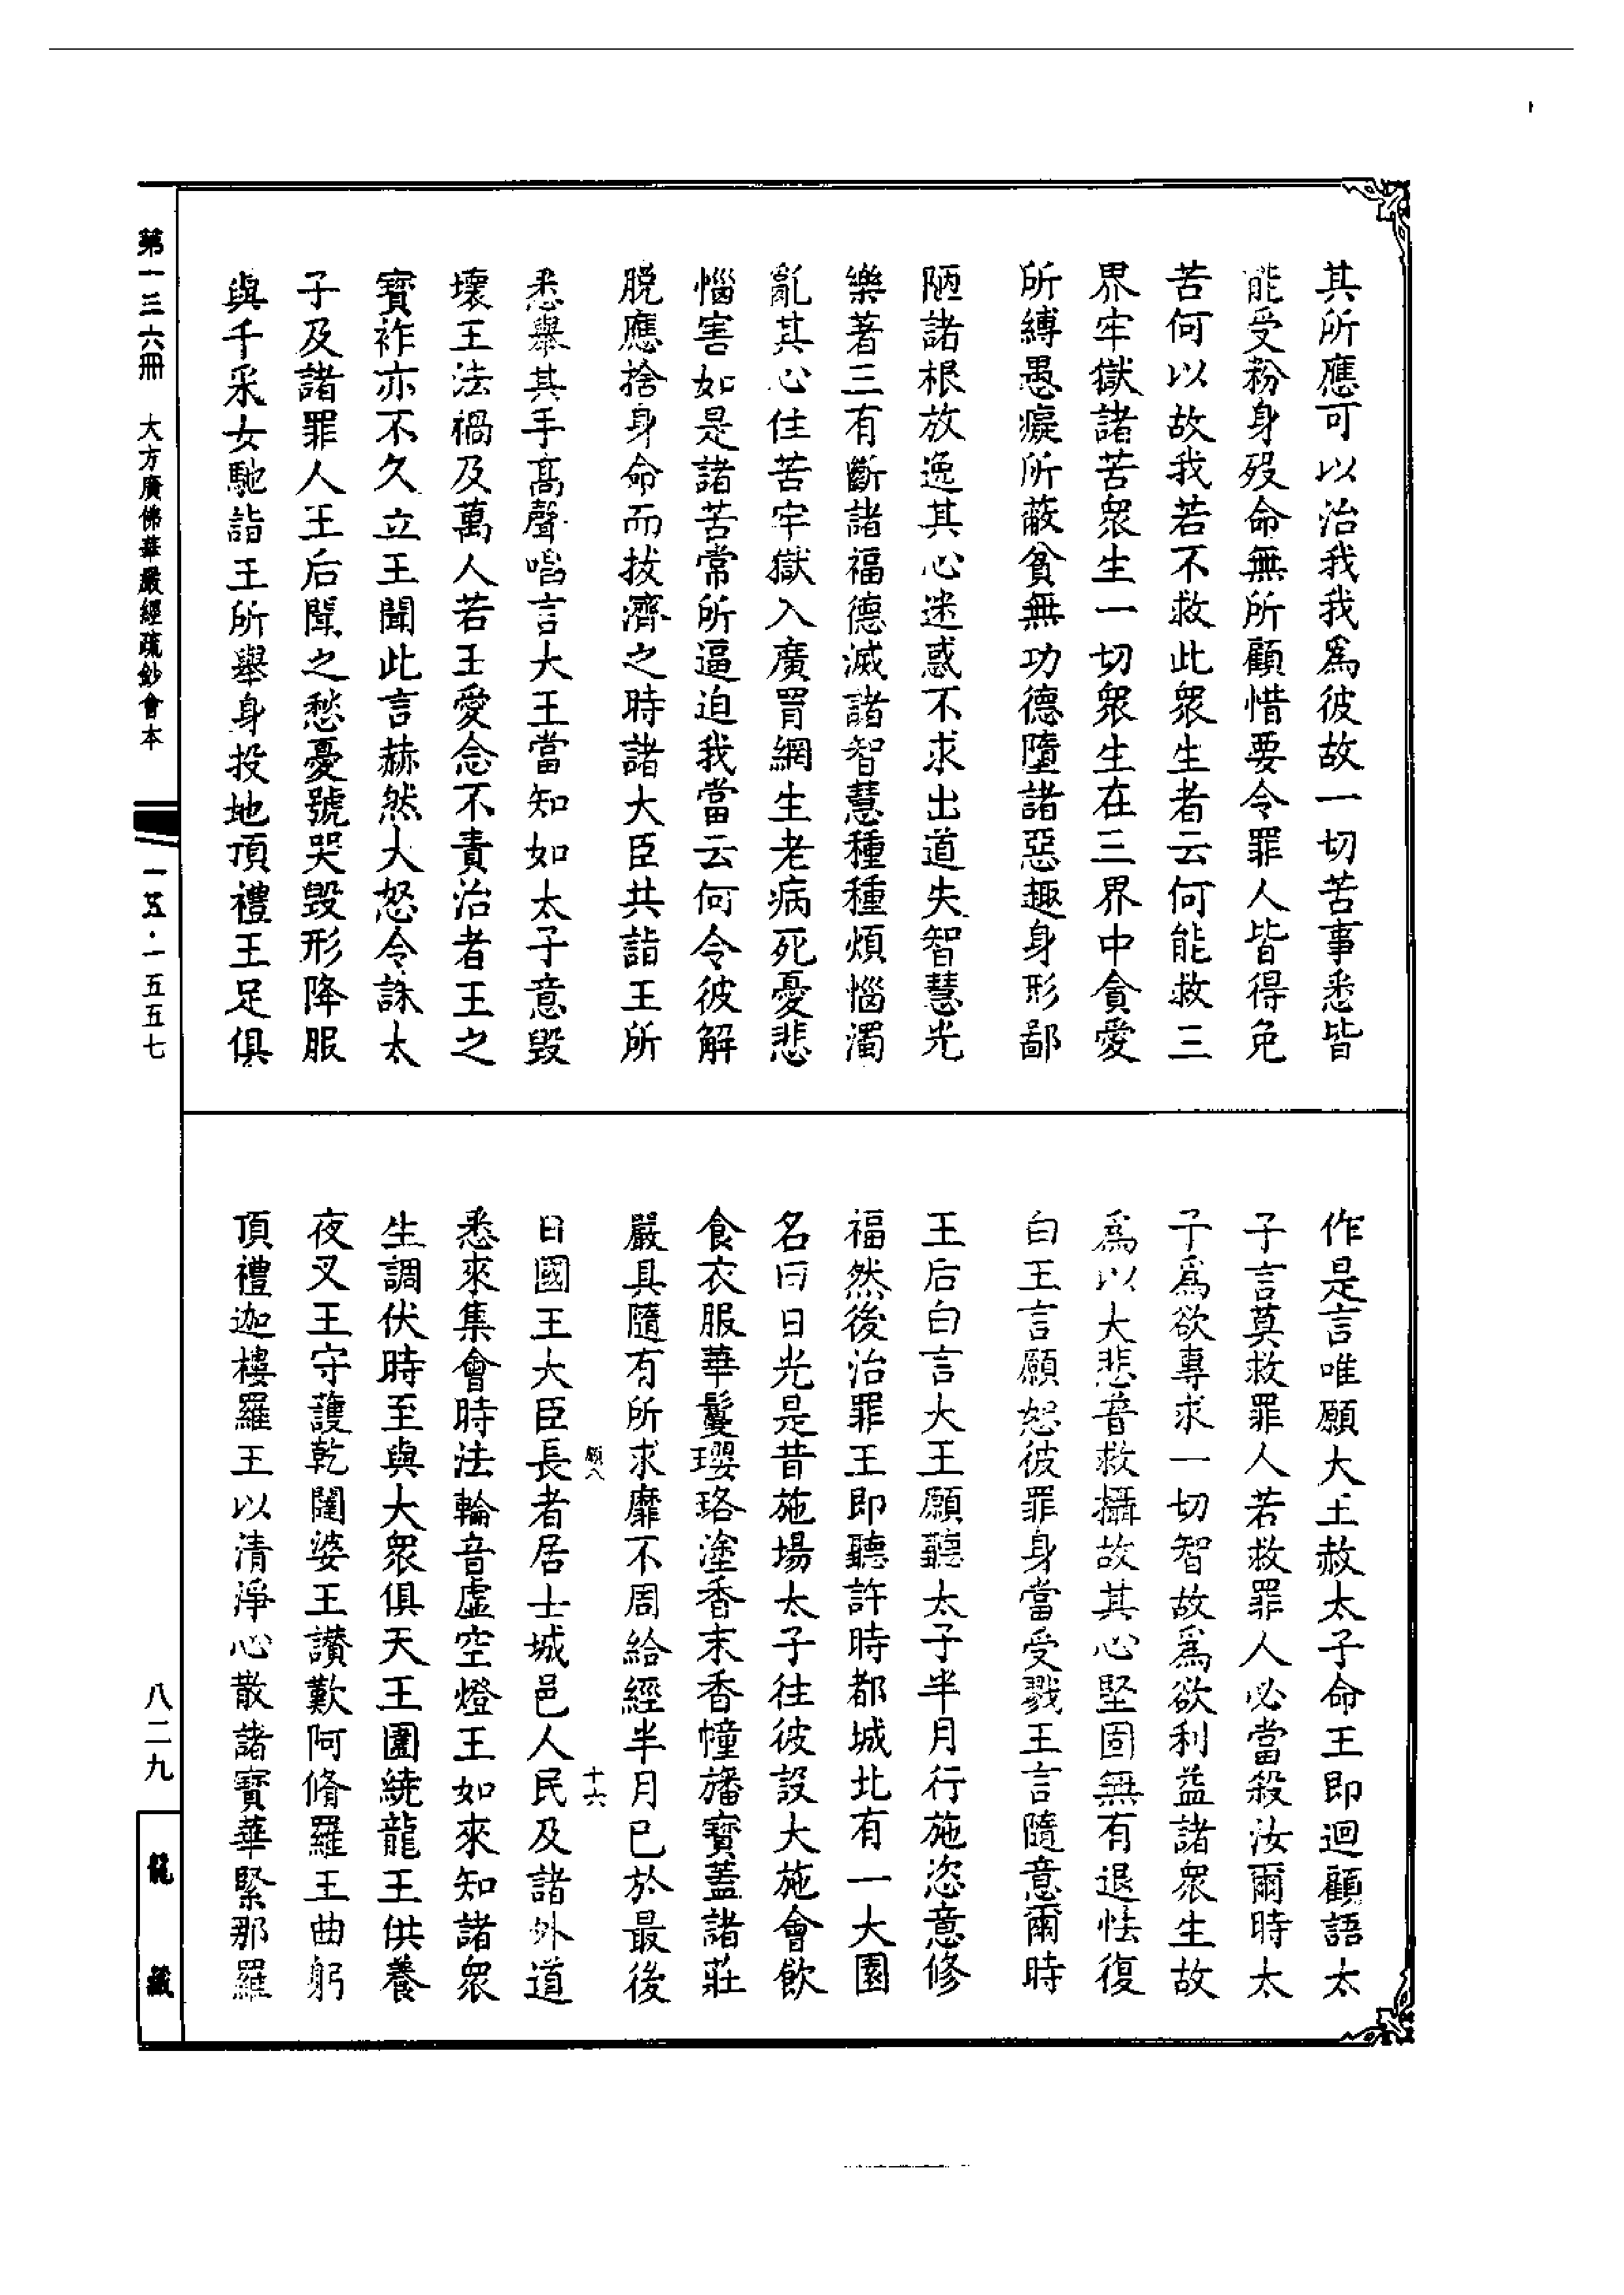 其所應可以治我我爲彼故一切苦事悉皆
能受粉身殁命無所顧惜要令罪人皆得免
苦何以故我若不救此衆生者云何能救三
界牢獄諸苦衆生一切衆生在三界中貪愛
所縛愚癡所蔽貧無功德墮諸惡趣身形鄙
陋諸根放逸其心迷惑不求出道失智慧光
樂著三有斷諸福德滅諸智慧種種煩惱濁
亂其心住苦牢獄入魔罥網生老病死憂悲
惱害如是諸苦常所逼迫我當云何令彼解
脱應捨身命而拔濟之時諸大臣共詣王所
悉舉其手高聲唱言大王當知如太子意毀
壞王法禍及萬人若王愛念不責治者王之
寳祚亦不久立王聞此言赫然大怒令誅太
子及諸罪人王后聞之愁憂號哭毀形降服
與千采女馳詣王所舉身投地頂禮王足俱
作是言唯願大王赦太子命王即迴顧語太
子言莫救罪人若救罪人必當殺汝爾時太
子爲欲專求一切智故爲欲利益諸衆生故
爲以大悲普救攝故其心堅固無有退怯復
白王言願恕彼罪身當受戮王言隨意爾時
王后白言大王願聽太子半月行施恣意修
福然後治罪王即聽許時都城北有一大園
名曰日光是昔施場太子往彼設大施會飲
食衣服華鬘瓔珞塗香末香幢旛寳蓋諸莊
嚴具隨有所求靡不周給經半月已於最後
日國王大臣長者居士城邑人民及諸外道
悉來集會時法輪音虛空燈王如來知諸衆
生調伏時至與大衆俱天王圍繞龍王供養
夜叉王守護乾闥婆王讃歎阿脩羅王曲躬
頂禮迦樓羅王以清淨心散諸寳華緊那羅
十六
第一三六冊 大方廣佛華嚴經疏鈔會本
一五·一五五七
八二九
龍藏